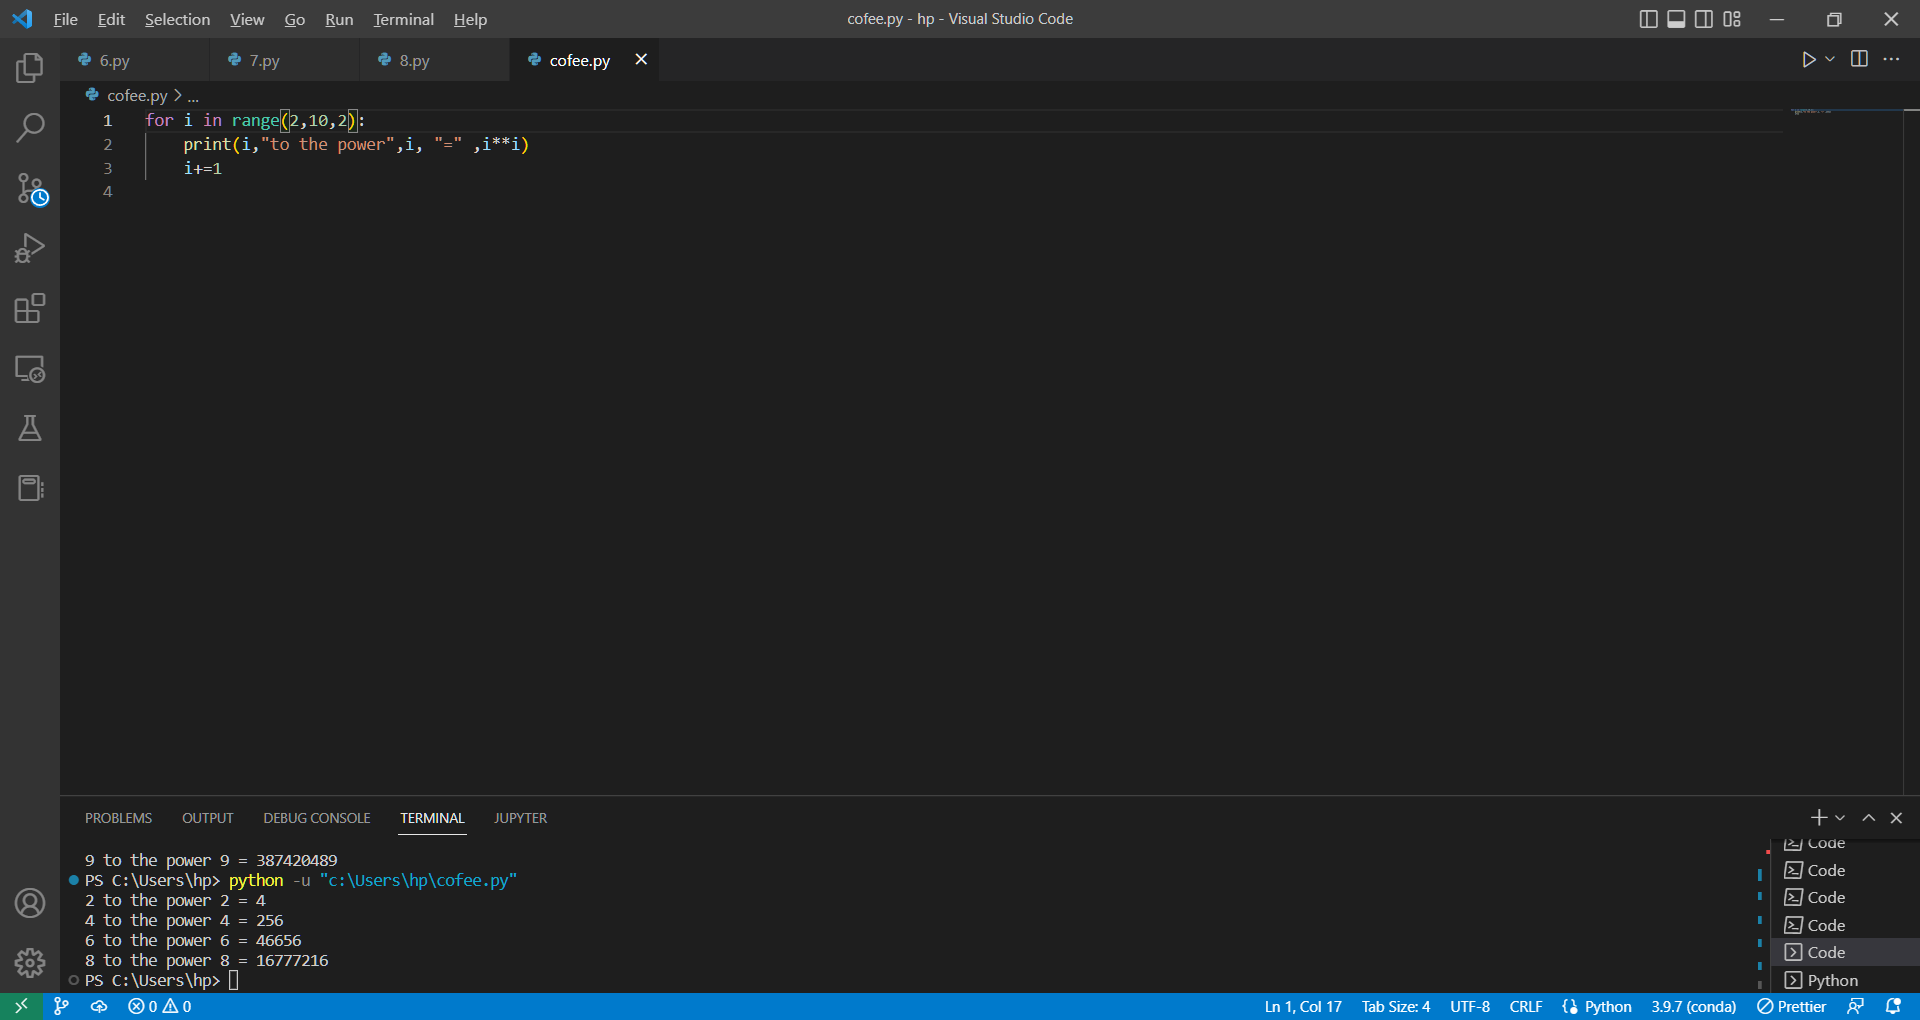 File Edit Selection View Go Run Terminal Help
cofee.py - hp - Visual Studio Code
6.py 7.py 8.py cofee.py
cofee.py > ...
1 for i in range(2,10,2):
2     print(i,"to the power",i, "=" ,i**i)
3     i+=1
4
PROBLEMS OUTPUT DEBUG CONSOLE TERMINAL JUPYTER
9 to the power 9 = 387420489
PS C:\Users\hp> python -u "c:\Users\hp\cofee.py"
2 to the power 2 = 4
4 to the power 4 = 256
6 to the power 6 = 46656
8 to the power 8 = 16777216
PS C:\Users\hp>
Code
Code
Code
Code
Code
Python
0 0 Ln 1, Col 17 Tab Size: 4 UTF-8 CRLF Python 3.9.7 (conda) Prettier